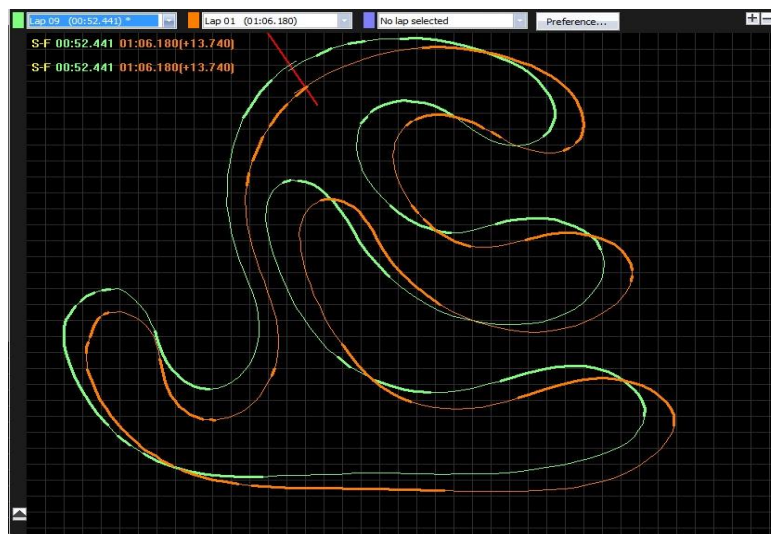 Lap 09 (00:52.441) * Lap 01 (01:06.180) No lap selected Preference...
S-F 00:52.441 01:06.180(+13.740)
S-F 00:52.441 01:06.180(+13.740)